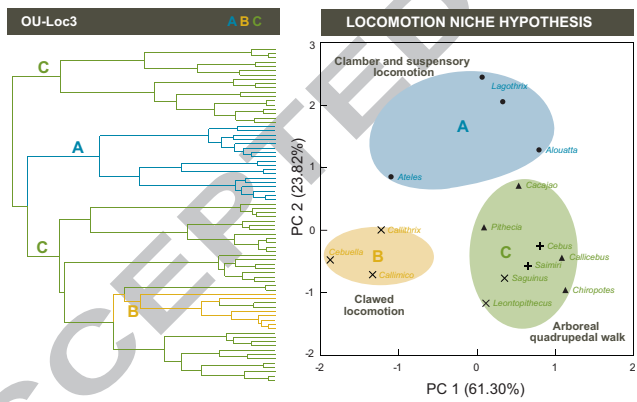 OU-Loc3 A B C
LOCOMOTION NICHE HYPOTHESIS
C
A
C
B
CCEPTED
Clamber and suspensory
locomotion
Lagothrix
A
Alouatta
Ateles
Cacajao
Pithecia
Callithrix
Cebuella
B
Callimico
C
Cebus
Callicebus
Saimiri
Saguinus
Chiropotes
Leontopithecus
Clawed
locomotion
Arboreal
quadrupedal walk
PC 2 (23.82%)
3
2
1
0
-1
-2
-2 -1 0 1 2
PC 1 (61.30%)